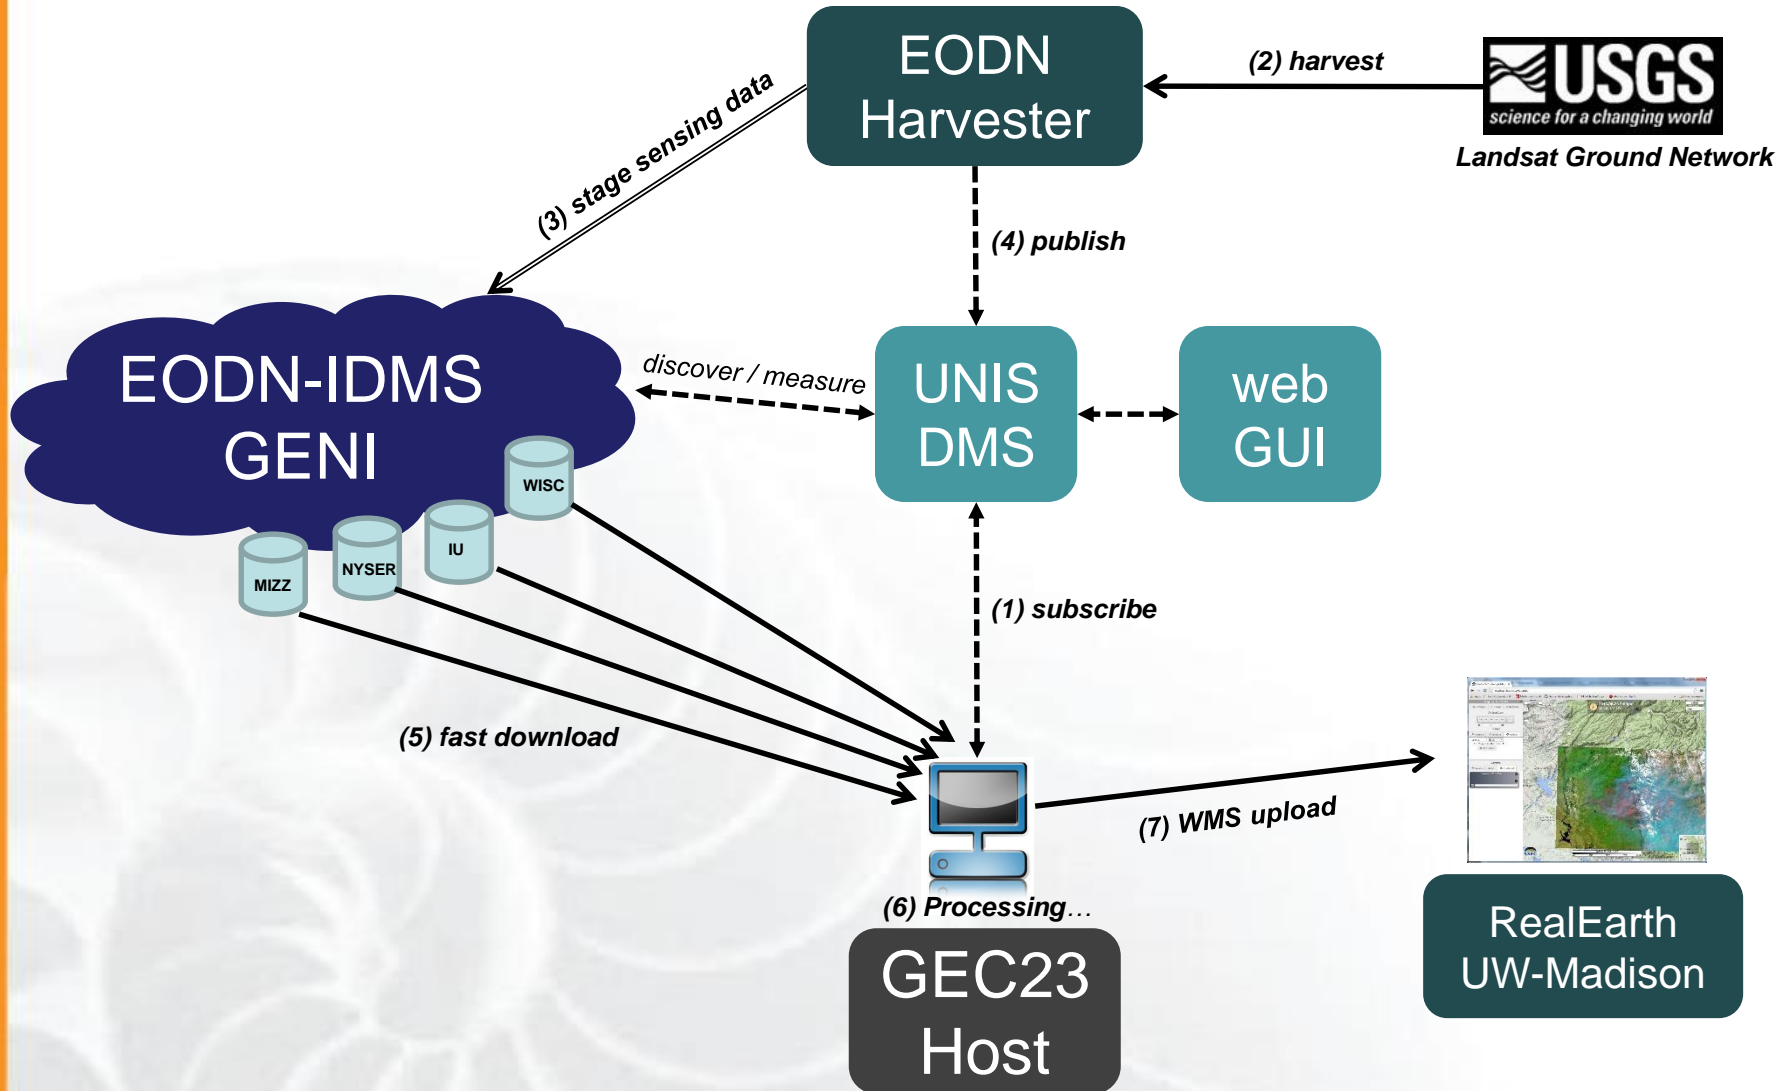 EODN
Harvester
(2) harvest
USGS
science for a changing world
Landsat Ground Network
(3) stage sensing data
(4) publish
EODN-IDMS
GENI
discover / measure
UNIS
DMS
web
GUI
WISC
IU
NYSER
MIZZ
(1) subscribe
(5) fast download
(7) WMS upload
(6) Processing…
GEC23
Host
RealEarth
UW-Madison